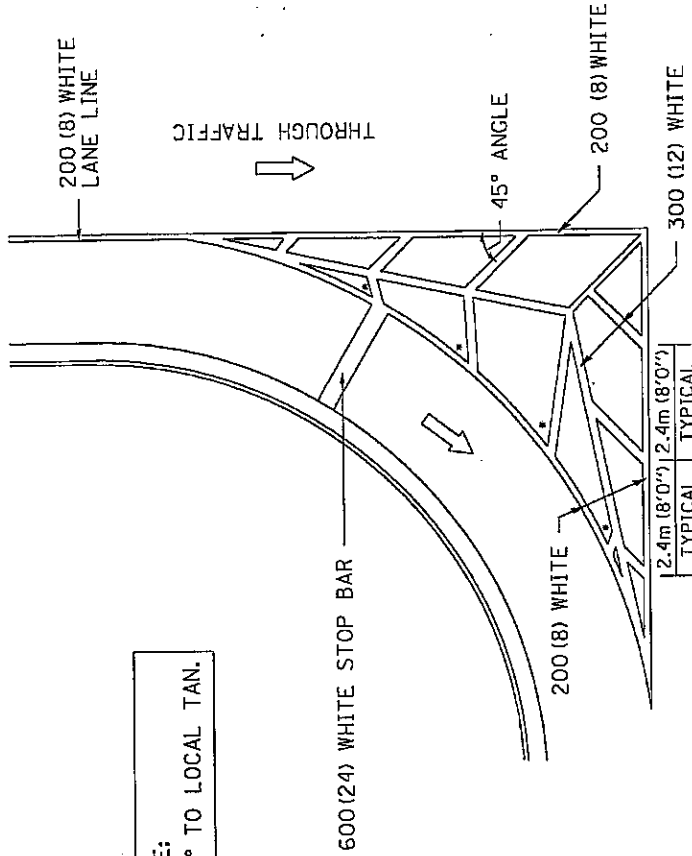 200 (8) WHITE
LANE LINE
THROUGH TRAFFIC
45° ANGLE
200 (8) WHITE
300 (12) WHITE
E:
° TO LOCAL TAN.
600(24) WHITE STOP BAR
200(8) WHITE
2.4m (8'0")
TYPICAL
2.4m (8'0")
TYPICAL